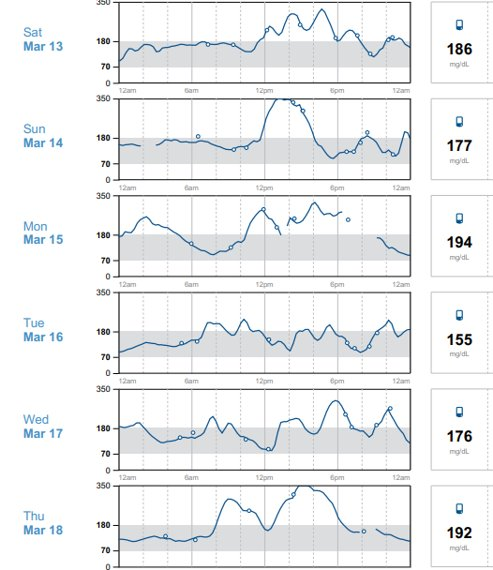 350
Sat
Mar 13
180
70
0
186
mg/dL
12am 6am 12pm 6pm 12am
350
Sun
Mar 14
180
70
0
177
mg/dL
12am 6am 12pm 6pm 12am
350
Mon
Mar 15
180
70
0
194
mg/dL
12am 6am 12pm 6pm 12am
350
Tue
Mar 16
180
70
0
155
mg/dL
12am 6am 12pm 6pm 12am
350
Wed
Mar 17
180
70
0
176
mg/dL
12am 6am 12pm 6pm 12am
350
Thu
Mar 18
180
70
0
192
mg/dL